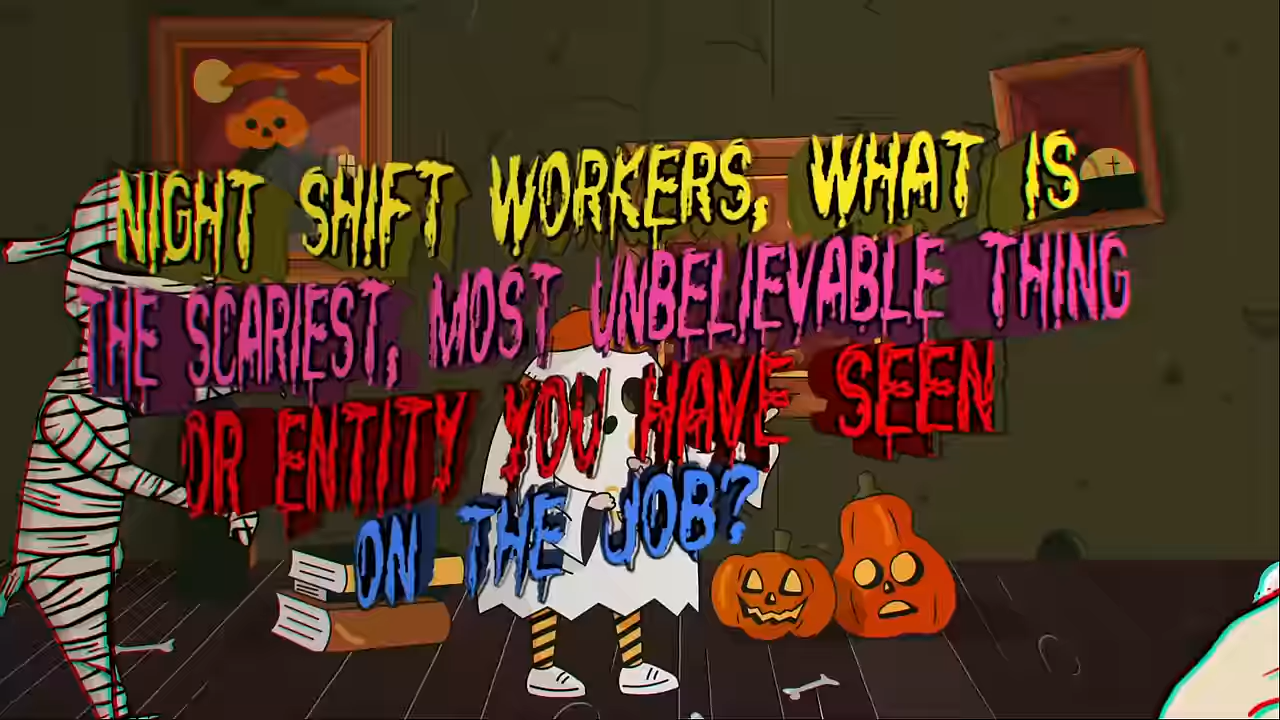 NIGHT SHIFT WORKERS, WHAT IS
THE SCARIEST, MOST UNBELIEVABLE THING
OR ENTITY YOU HAVE SEEN
ON THE JOB?